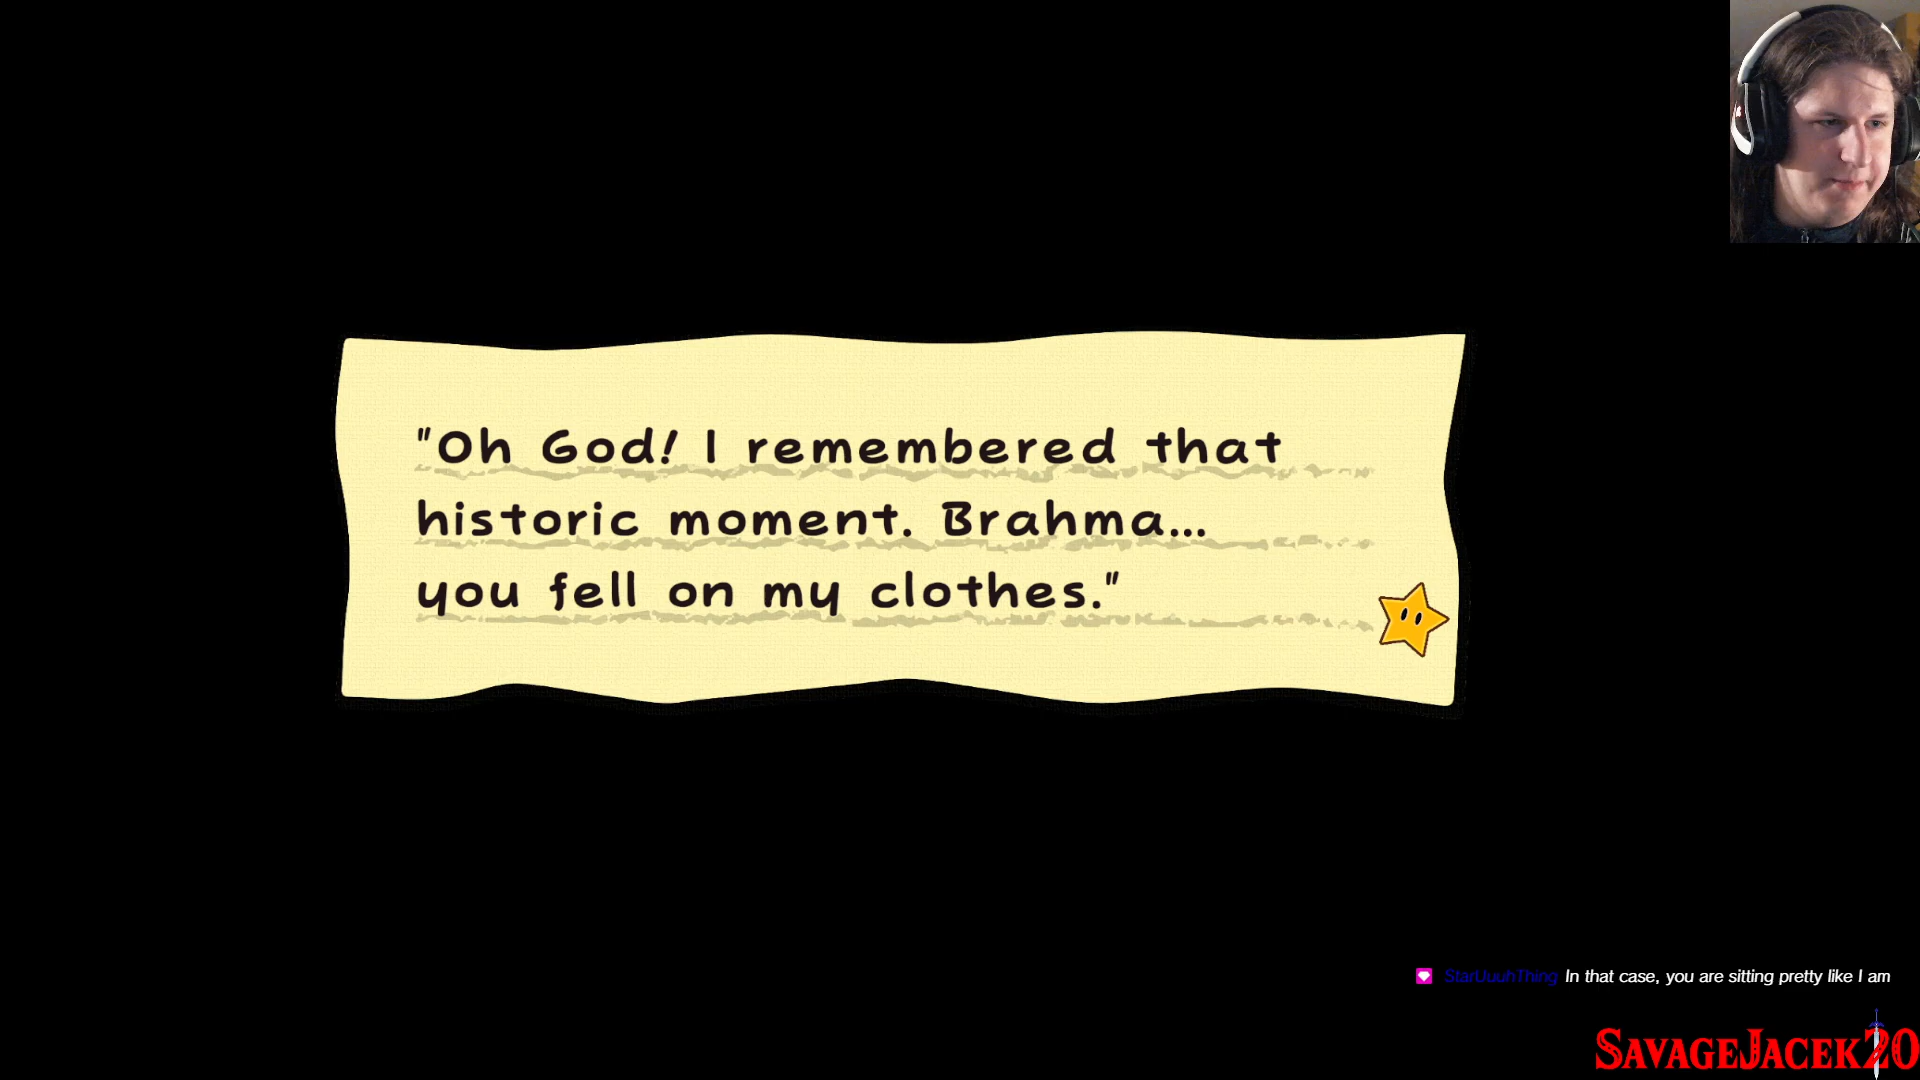 "Oh God! I remembered that
historic moment. Brahma...
you fell on my clothes."
StarUuuhThing In that case, you are sitting pretty like I am
SAVAGEJACEK20